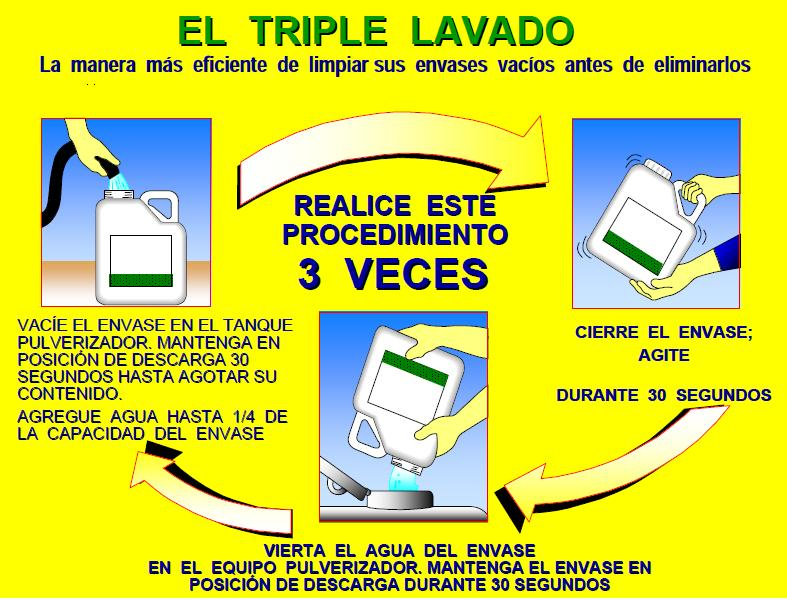 EL TRIPLE LAVADO
La manera más eficiente de limpiar sus envases vacíos antes de eliminarlos
REALICE ESTE
PROCEDIMIENTO
3 VECES
VACÍE EL ENVASE EN EL TANQUE
PULVERIZADOR. MANTENGA EN
POSICIÓN DE DESCARGA 30
SEGUNDOS HASTA AGOTAR SU
CONTENIDO.
AGREGUE AGUA HASTA 1/4 DE
LA CAPACIDAD DEL ENVASE
CIERRE EL ENVASE;
AGITE
DURANTE 30 SEGUNDOS
VIERTA EL AGUA DEL ENVASE
EN EL EQUIPO PULVERIZADOR. MANTENGA EL ENVASE EN
POSICIÓN DE DESCARGA DURANTE 30 SEGUNDOS